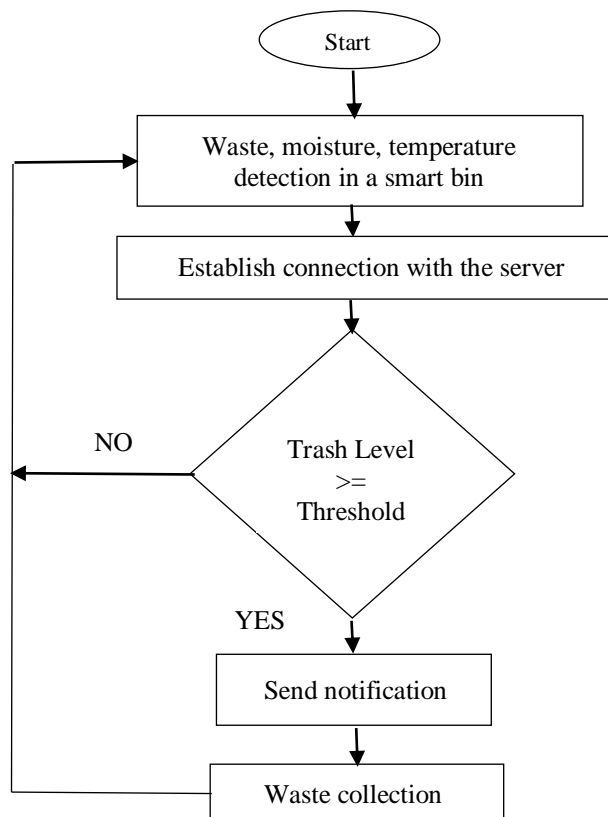 Start
Waste, moisture, temperature
detection in a smart bin
Establish connection with the server
NO
Trash Level
>=
Threshold
YES
Send notification
Waste collection